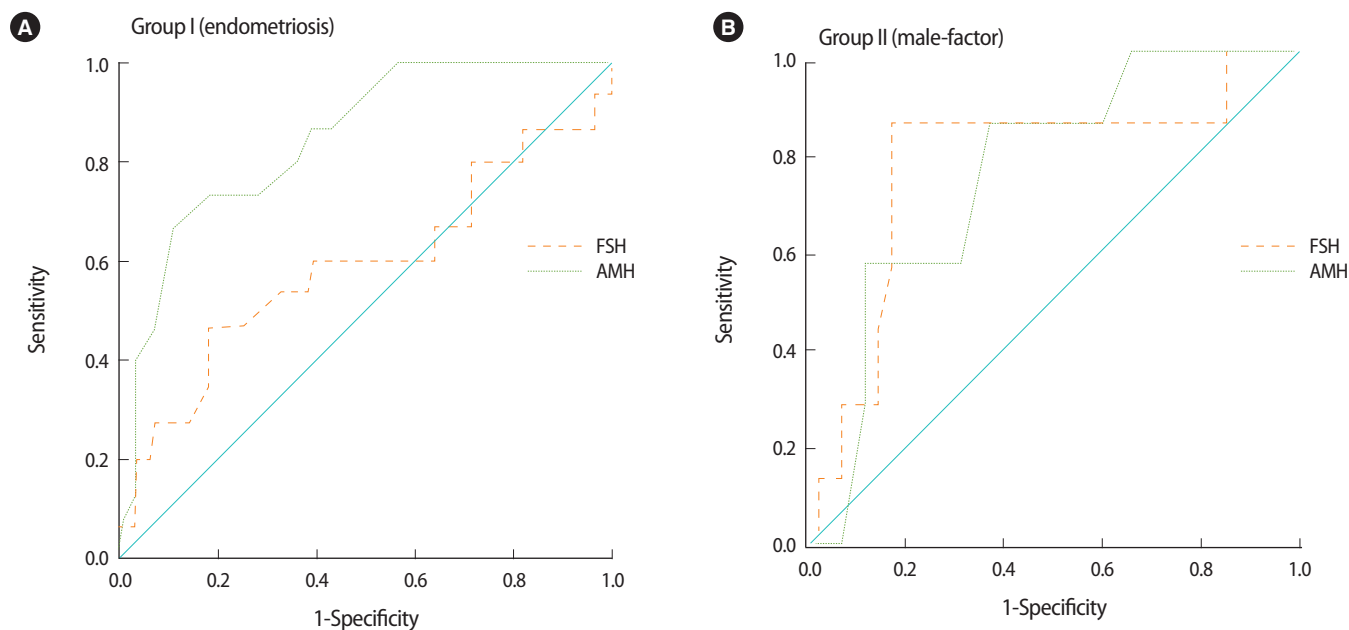 A
Group I (endometriosis)
1.0
0.8
0.6
0.4
0.2
0.0
Sensitivity
0.0 0.2 0.4 0.6 0.8 1.0
1-Specificity
FSH
AMH
B
Group II (male-factor)
1.0
0.8
0.6
0.4
0.2
0.0
Sensitivity
0.0 0.2 0.4 0.6 0.8 1.0
1-Specificity
FSH
AMH